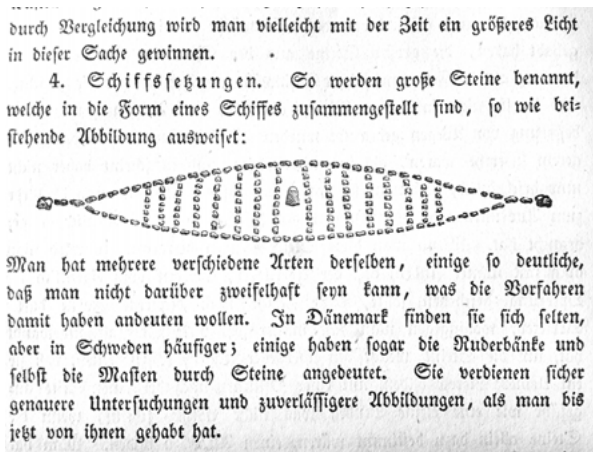 durch Vergleichung wird man vielleicht mit der Zeit ein größeres Licht
in dieser Sache gewinnen.
4. Schiffssetzungen. So werden große Steine benannt,
welche in die Form eines Schiffes zusammengestellt sind, so wie bei-
stehende Abbildung ausweiset:
Man hat mehrere verschiedene Arten derselben, einige so deutliche,
daß man nicht darüber zweifelhaft seyn kann, was die Vorfahren
damit haben andeuten wollen. In Dänemark finden sie sich selten,
aber in Schweden häufiger; einige haben sogar die Ruderbänke und
selbst die Masten durch Steine angedeutet. Sie verdienen sicher
genauere Untersuchungen und zuverlässigere Abbildungen, als man bis
jetzt von ihnen gehabt hat.